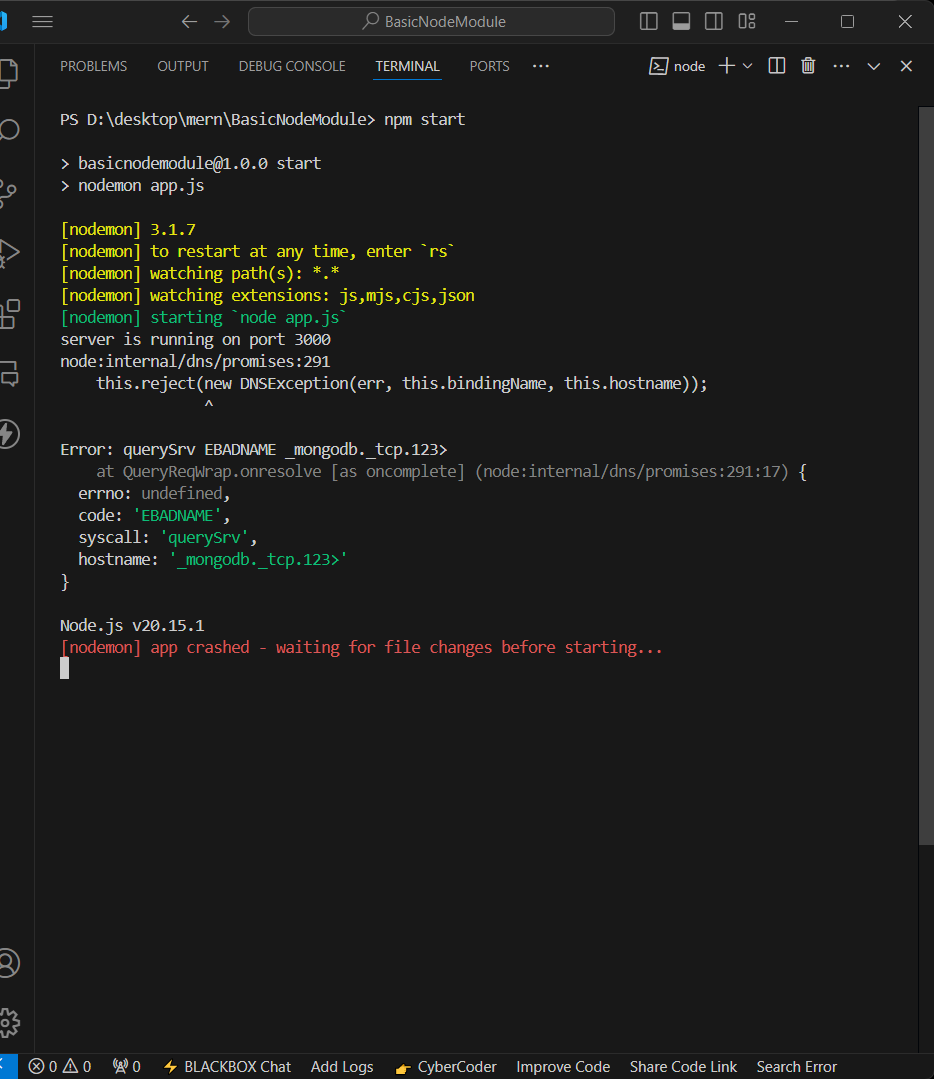 BasicNodeModule
PROBLEMS OUTPUT DEBUG CONSOLE TERMINAL PORTS ··· node ···
PS D:\desktop\mern\BasicNodeModule> npm start
> basicnodemodule@1.0.0 start
> nodemon app.js
[nodemon] 3.1.7
[nodemon] to restart at any time, enter `rs`
[nodemon] watching path(s): *.*
[nodemon] watching extensions: js,mjs,cjs,json
[nodemon] starting `node app.js`
server is running on port 3000
node:internal/dns/promises:291
    this.reject(new DNSException(err, this.bindingName, this.hostname));
                ^
Error: querySrv EBADNAME _mongodb._tcp.123>
    at QueryReqWrap.onresolve [as oncomplete] (node:internal/dns/promises:291:17) {
  errno: undefined,
  code: 'EBADNAME',
  syscall: 'querySrv',
  hostname: '_mongodb._tcp.123>'
}
Node.js v20.15.1
[nodemon] app crashed - waiting for file changes before starting...
0 0 0 BLACKBOX Chat Add Logs CyberCoder Improve Code Share Code Link Search Error